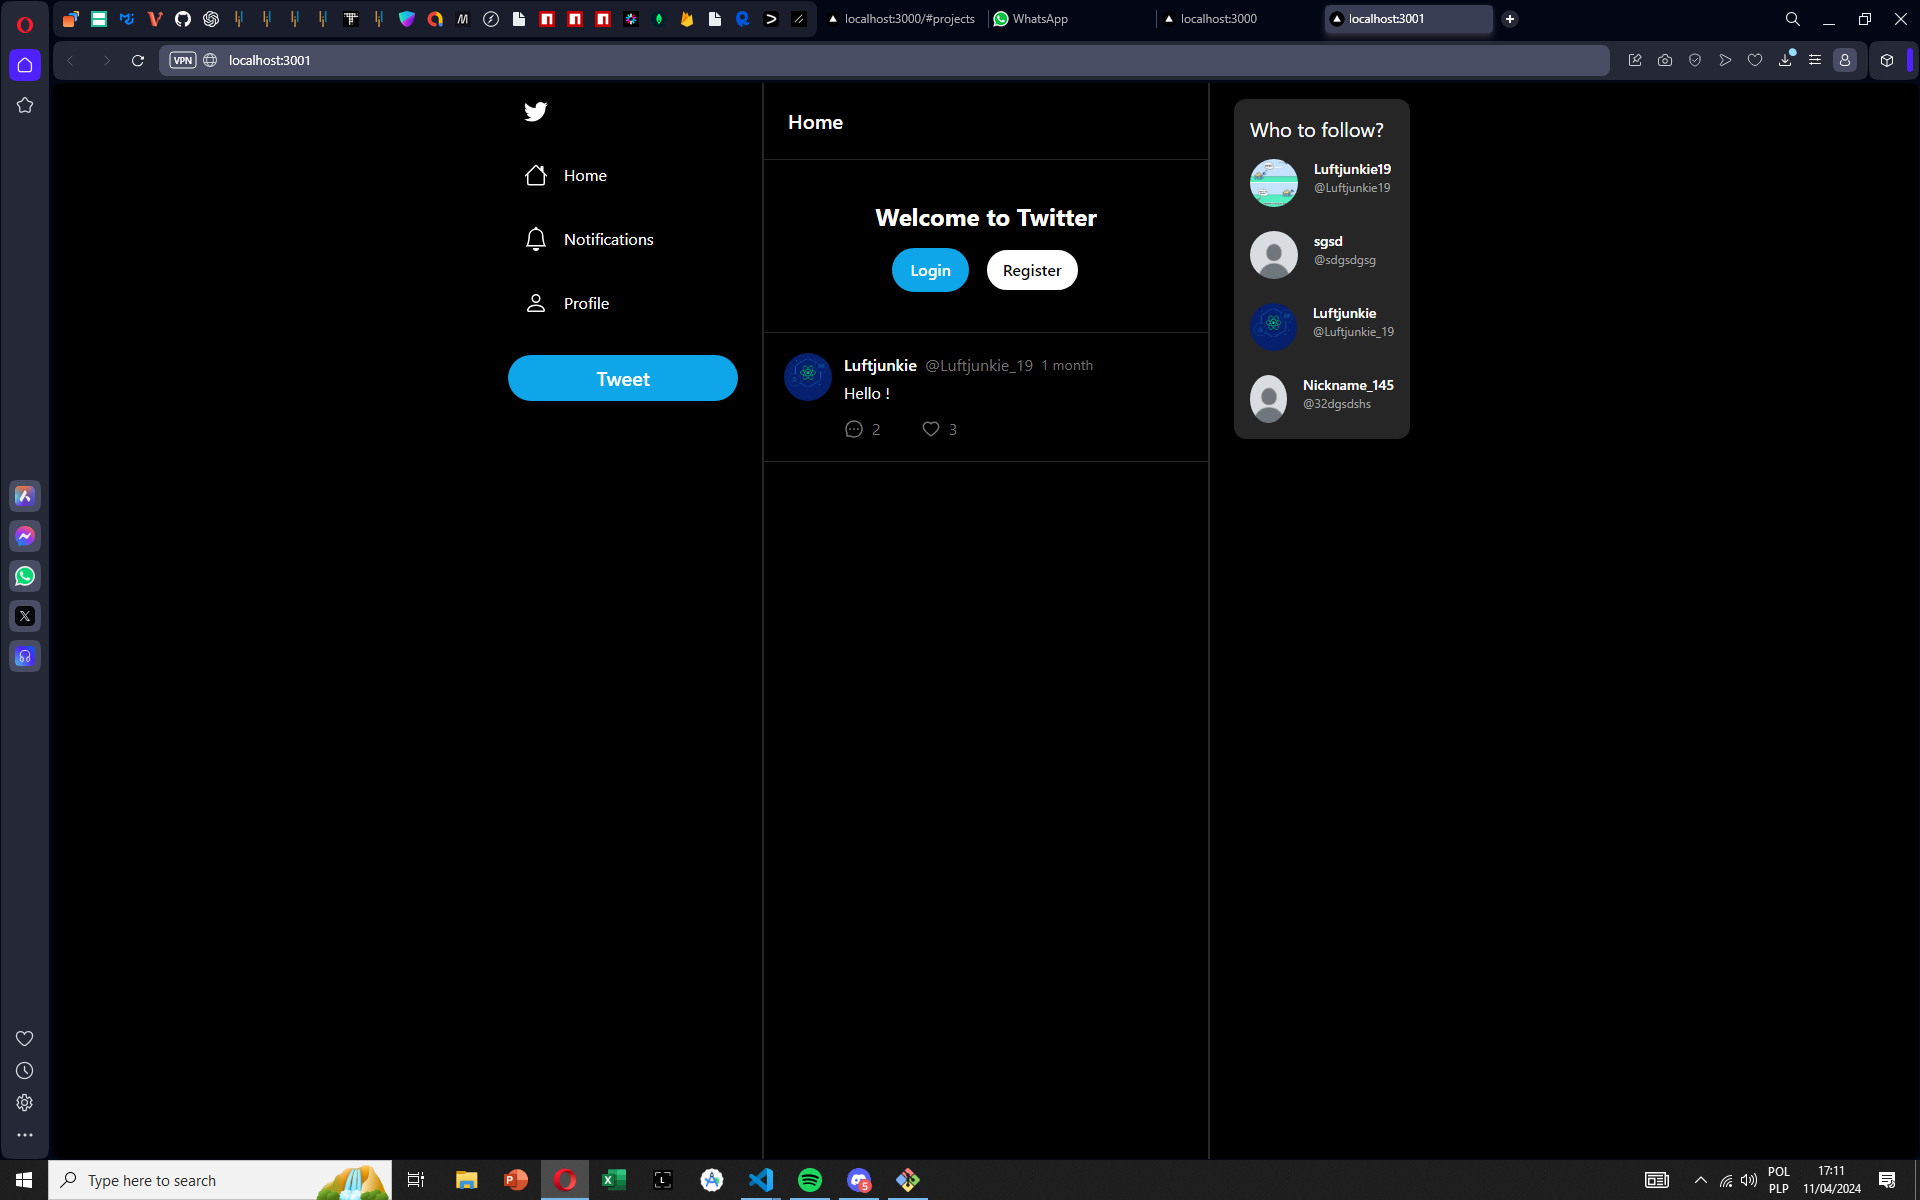 localhost:3000/#projects
WhatsApp
localhost:3000
localhost:3001
VPN
localhost:3001
Home
Notifications
Profile
Tweet
Home
Welcome to Twitter
Login
Register
Luftjunkie @Luftjunkie_19 1 month
Hello !
2
3
Who to follow?
Luftjunkie19
@Luftjunkie19
sgsd
@sdgsdgsg
Luftjunkie
@Luftjunkie_19
Nickname_145
@32dgsdshs
Type here to search
5
POL
PLP
17:11
11/04/2024